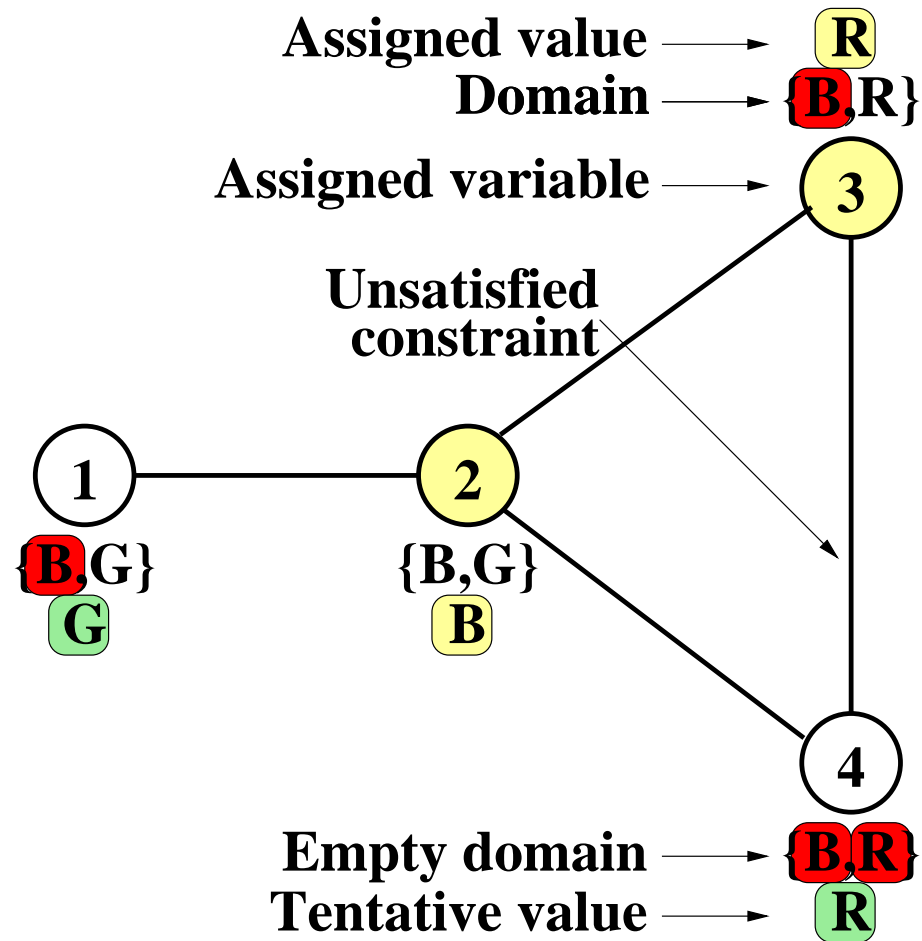 Assigned value R
Domain {B,R}
Assigned variable 3
Unsatisfied
constraint
1 2
{B,G} {B,G}
G B
4
Empty domain {B,R}
Tentative value R